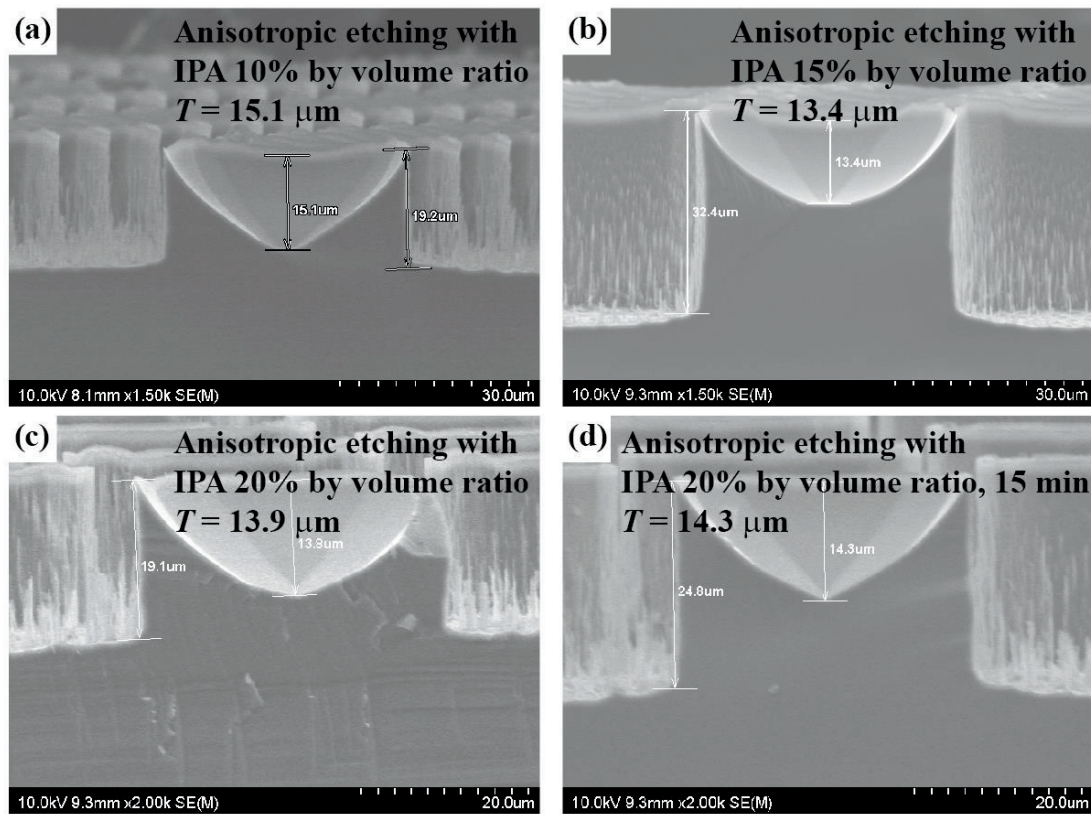 (a)
Anisotropic etching with
IPA 10% by volume ratio
T = 15.1 μm
15.1um
19.2um
10.0kV 8.1mm x1.50k SE(M)
30.0um
(b)
Anisotropic etching with
IPA 15% by volume ratio
T = 13.4 μm
13.4um
32.4um
10.0kV 9.3mm x1.50k SE(M)
30.0um
(c)
Anisotropic etching with
IPA 20% by volume ratio
T = 13.9 μm
13.9um
19.1um
10.0kV 9.3mm x2.00k SE(M)
20.0um
(d)
Anisotropic etching with
IPA 20% by volume ratio, 15 min
T = 14.3 μm
14.3um
24.8um
10.0kV 9.3mm x2.00k SE(M)
20.0um